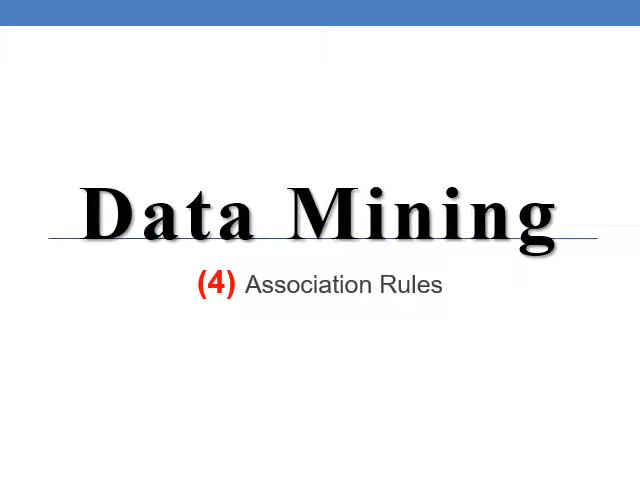 Data Mining
(4) Association Rules